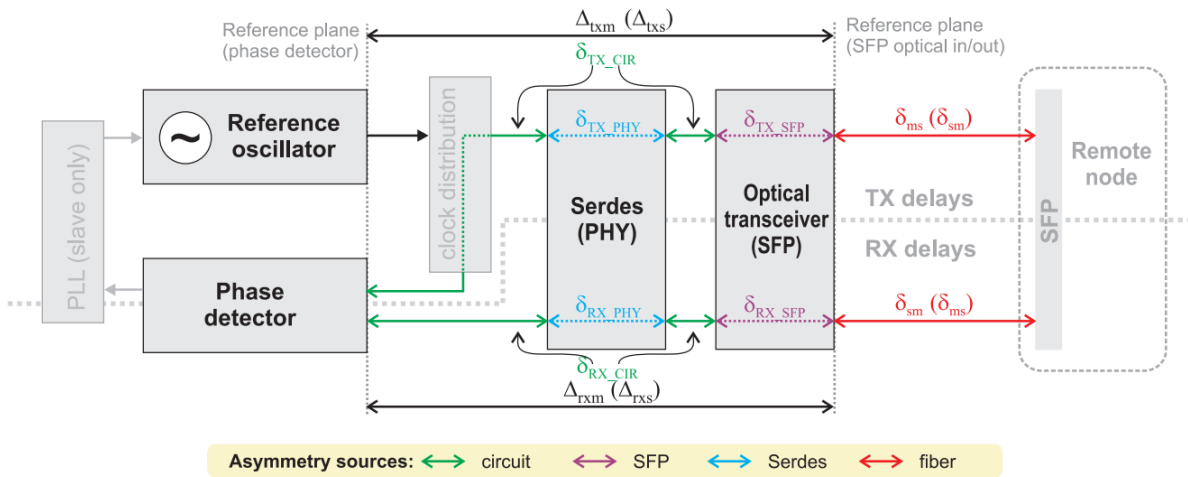 Δtxm (Δtxs)
Reference plane
(phase detector)
Reference plane
(SFP optical in/out)
δTX_CIR
PLL (slave only)
~
Reference
oscillator
clock distribution
δTX_PHY
δTX_SFP
δms (δsm)
Serdes
(PHY)
Optical
transceiver
(SFP)
TX delays
RX delays
SFP
Remote
node
Phase
detector
δRX_PHY
δRX_SFP
δsm (δms)
δRX_CIR
Δrxm (Δrxs)
Asymmetry sources: circuit SFP Serdes fiber